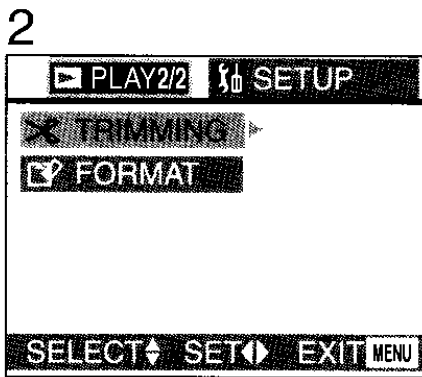 2
PLAY2/2 SETUP
TRIMMING
FORMAT
SELECT SET EXIT MENU